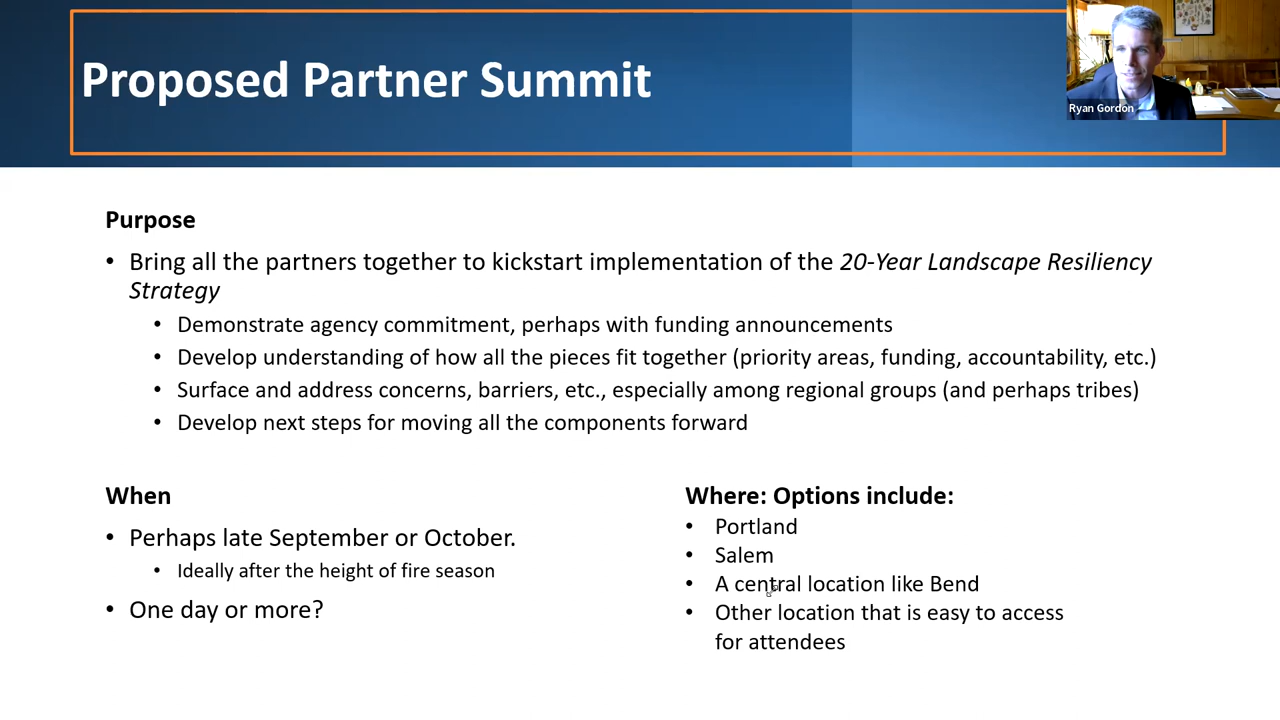 Proposed Partner Summit
Ryan Gordon
Purpose
• Bring all the partners together to kickstart implementation of the 20-Year Landscape Resiliency
Strategy
• Demonstrate agency commitment, perhaps with funding announcements
• Develop understanding of how all the pieces fit together (priority areas, funding, accountability, etc.)
• Surface and address concerns, barriers, etc., especially among regional groups (and perhaps tribes)
• Develop next steps for moving all the components forward
When
• Perhaps late September or October.
• Ideally after the height of fire season
• One day or more?
Where: Options include:
• Portland
• Salem
• A central location like Bend
• Other location that is easy to access
for attendees